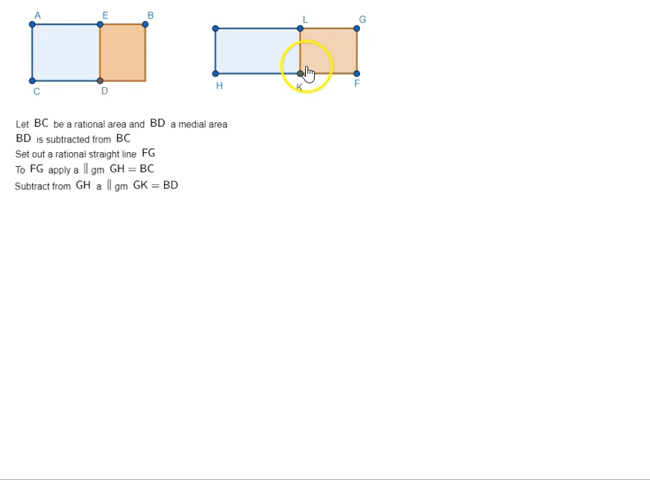 A E B
L G
C D
H K F
Let BC be a rational area and BD a medial area
BD is subtracted from BC
Set out a rational straight line FG
To FG apply a ∥ gm GH = BC
Subtract from GH a ∥ gm GK = BD